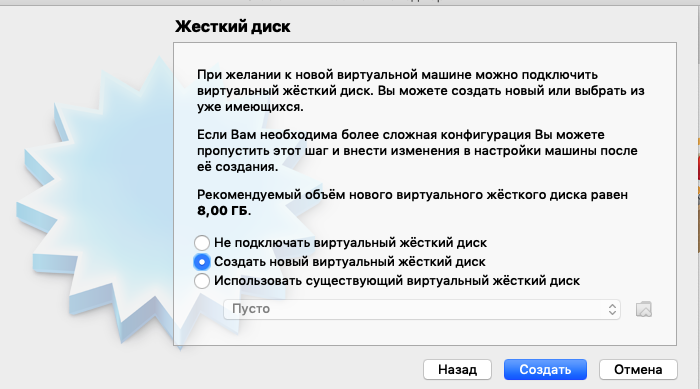 Жесткий диск
При желании к новой виртуальной машине можно подключить
виртуальный жёсткий диск. Вы можете создать новый или выбрать из
уже имеющихся.
Если Вам необходима более сложная конфигурация Вы можете
пропустить этот шаг и внести изменения в настройки машины после
её создания.
Рекомендуемый объём нового виртуального жёсткого диска равен
8,00 ГБ.
Не подключать виртуальный жёсткий диск
Создать новый виртуальный жёсткий диск
Использовать существующий виртуальный жёсткий диск
Пусто
Назад
Создать
Отмена